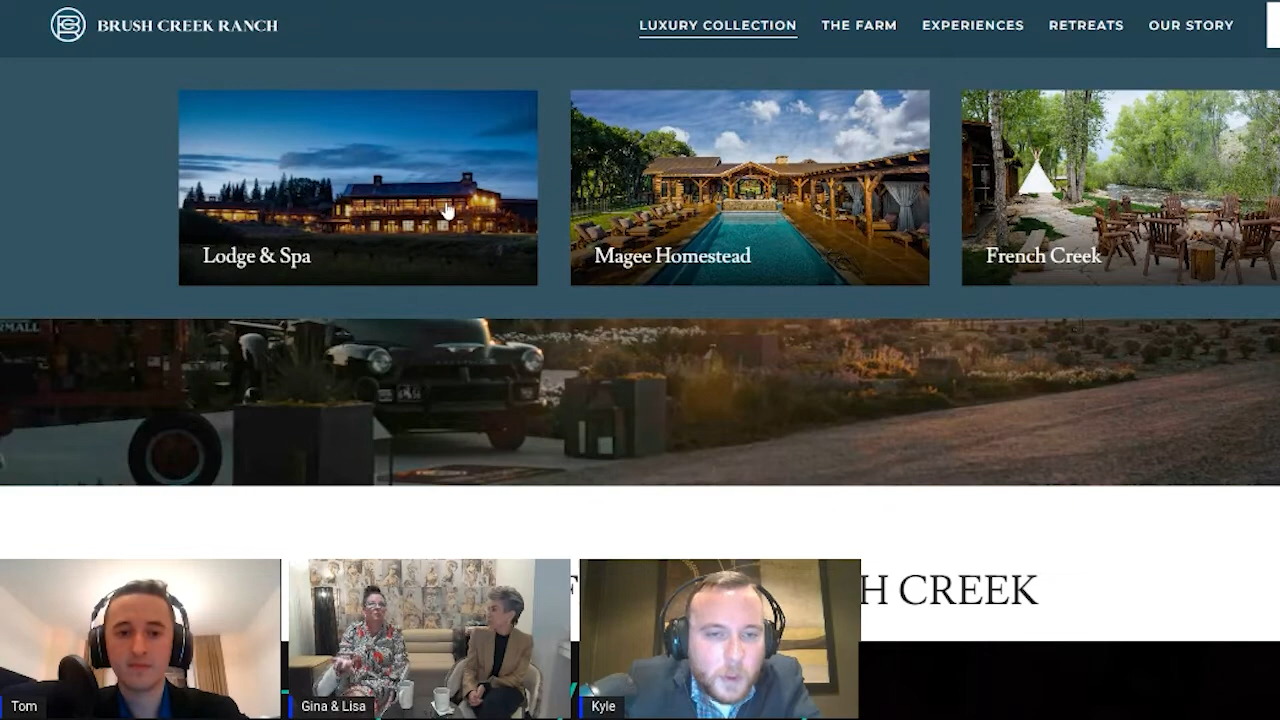 BRUSH CREEK RANCH
LUXURY COLLECTION THE FARM EXPERIENCES RETREATS OUR STORY
Lodge & Spa
Magee Homestead
French Creek
RMALL
H CREEK
Tom
Gina & Lisa
Kyle